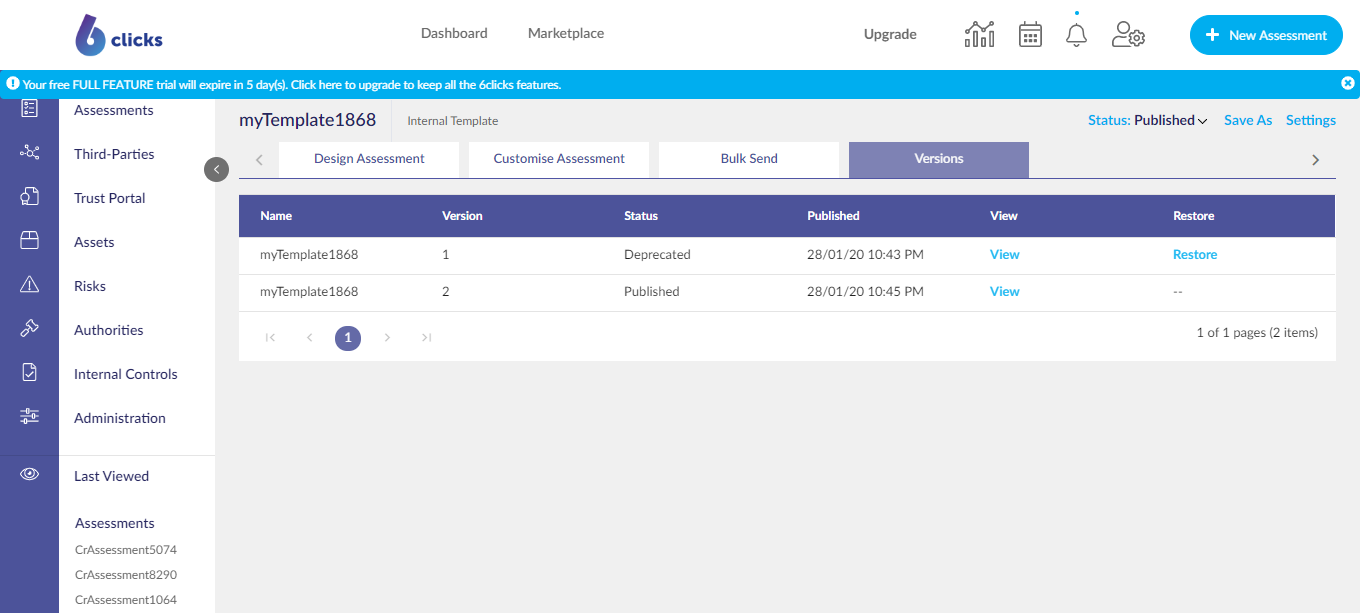 6 clicks
Dashboard
Marketplace
Upgrade
+ New Assessment
Your free FULL FEATURE trial will expire in 5 day(s). Click here to upgrade to keep all the 6clicks features.
Assessments
Third-Parties
Trust Portal
Assets
Risks
Authorities
Internal Controls
Administration
Last Viewed
Assessments
CrAssessment5074
CrAssessment8290
CrAssessment1064
myTemplate1868 Internal Template
Status: Published Save As Settings
Design Assessment Customise Assessment Bulk Send Versions
Name Version Status Published View Restore
myTemplate1868 1 Deprecated 28/01/20 10:43 PM View Restore
myTemplate1868 2 Published 28/01/20 10:45 PM View --
1
1 of 1 pages (2 items)